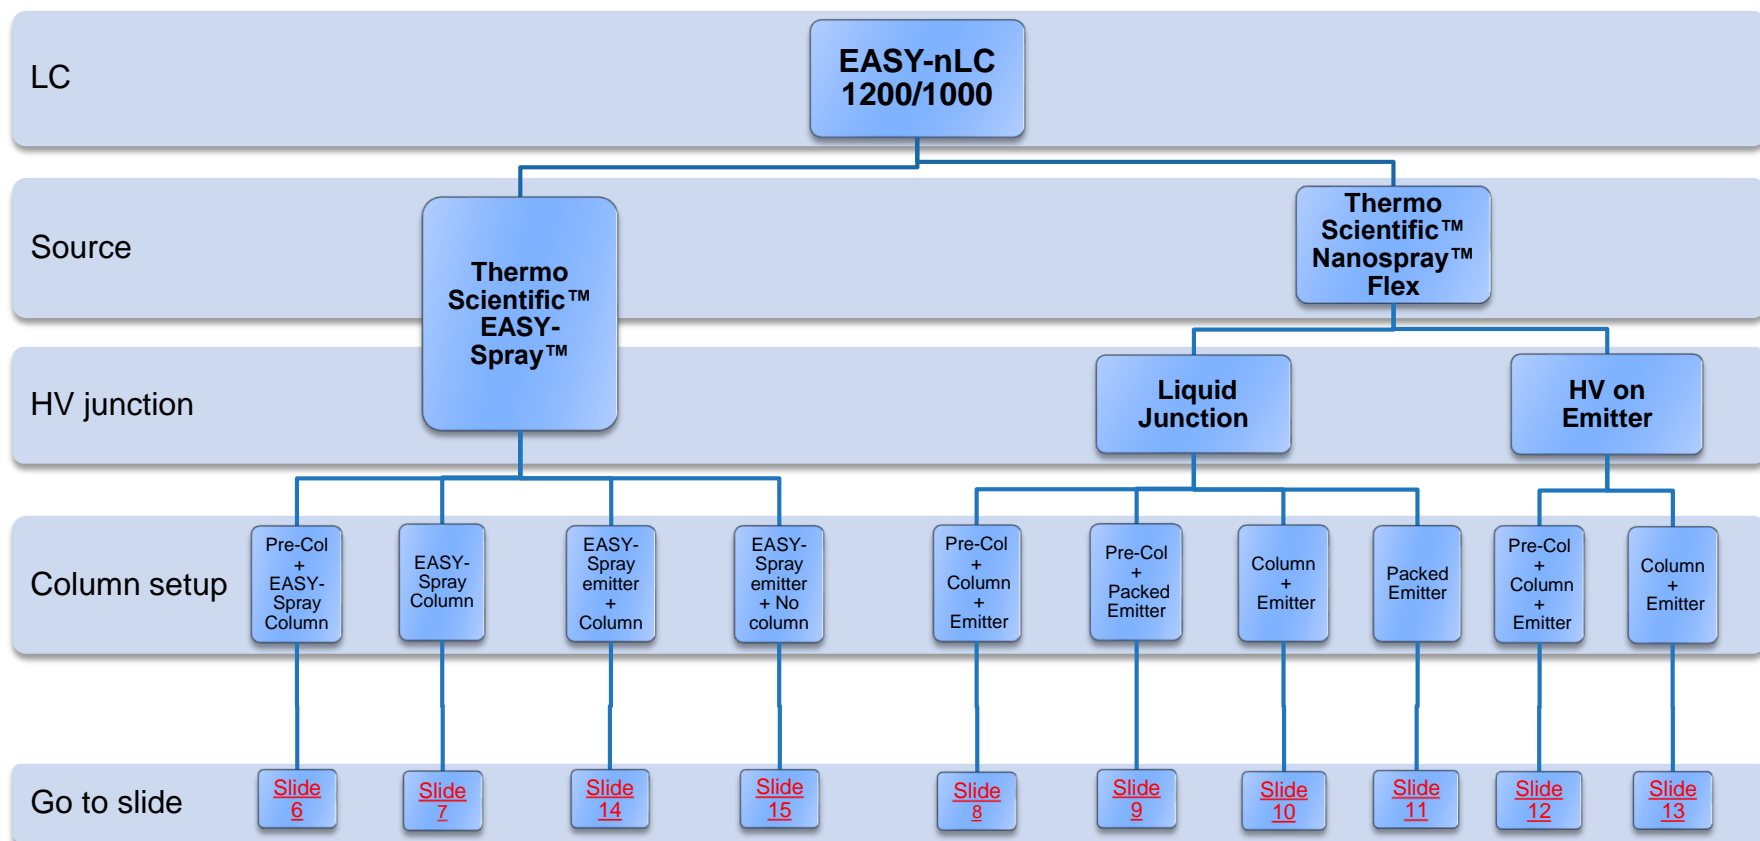 LC
EASY-nLC
1200/1000
Source
Thermo
Scientific™
EASY-
Spray™
Thermo
Scientific™
Nanospray™
Flex
HV junction
Liquid
Junction
HV on
Emitter
Column setup
Pre-Col
+
EASY-
Spray
Column
EASY-
Spray
Column
EASY-
Spray
emitter
+
Column
EASY-
Spray
emitter
+ No
column
Pre-Col
+
Column
+
Emitter
Pre-Col
+
Packed
Emitter
Column
+
Emitter
Packed
Emitter
Pre-Col
+
Column
+
Emitter
Column
+
Emitter
Go to slide
Slide
6
Slide
7
Slide
14
Slide
15
Slide
8
Slide
9
Slide
10
Slide
11
Slide
12
Slide
13